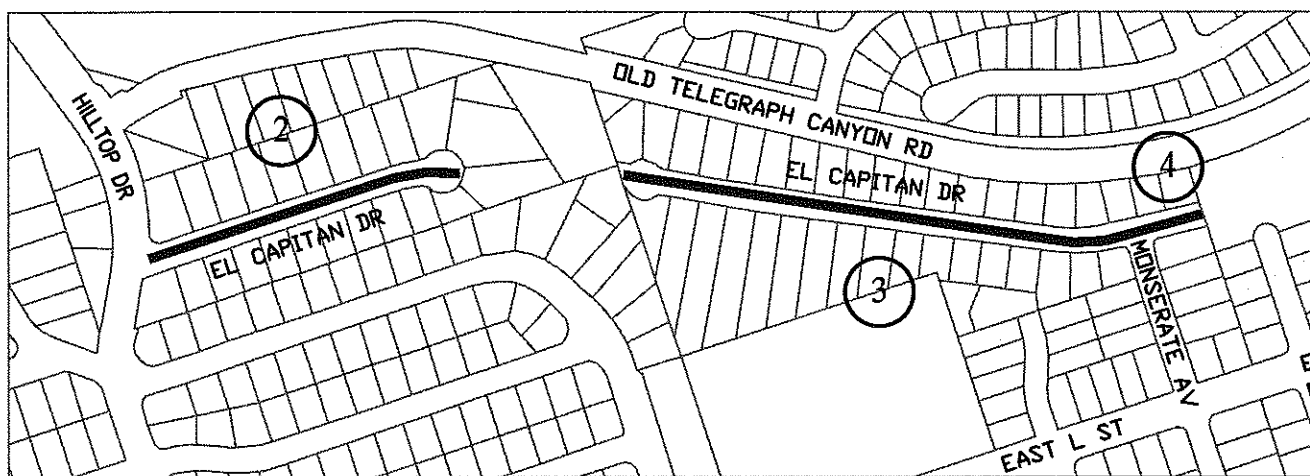 HILLTOP DR
2
EL CAPITAN DR
OLD TELEGRAPH CANYON RD
EL CAPITAN DR
4
3
MONSERATE AV
EAST L ST
E